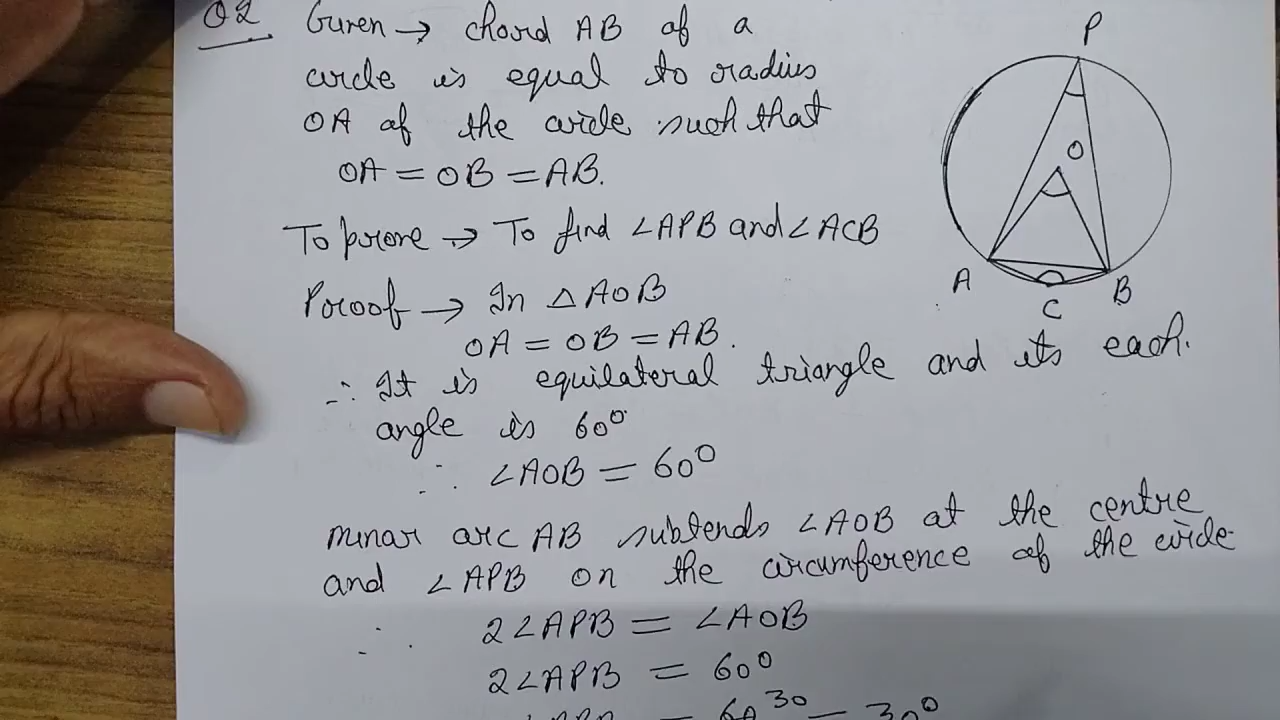 Q2 Given → chord AB of a
circle is equal to radius
OA of the circle such that
OA = OB = AB.
To prove → To find ∠APB and ∠ACB
Proof → In △AOB
OA = OB = AB.
∴ It is equilateral triangle and its each.
angle is 60°
∴ ∠AOB = 60°
minor arc AB subtends ∠AOB at the centre
and ∠APB on the circumference of the circle
∴ 2∠APB = ∠AOB
2∠APB = 60°
= 60 30 = 30°
P
O
A
B
C